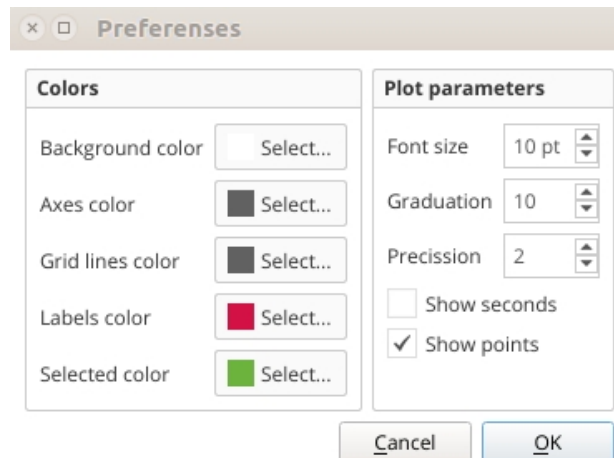 Preferenses
Colors
Background color Select...
Axes color Select...
Grid lines color Select...
Labels color Select...
Selected color Select...
Plot parameters
Font size 10 pt
Graduation 10
Precission 2
Show seconds
Show points
Cancel OK